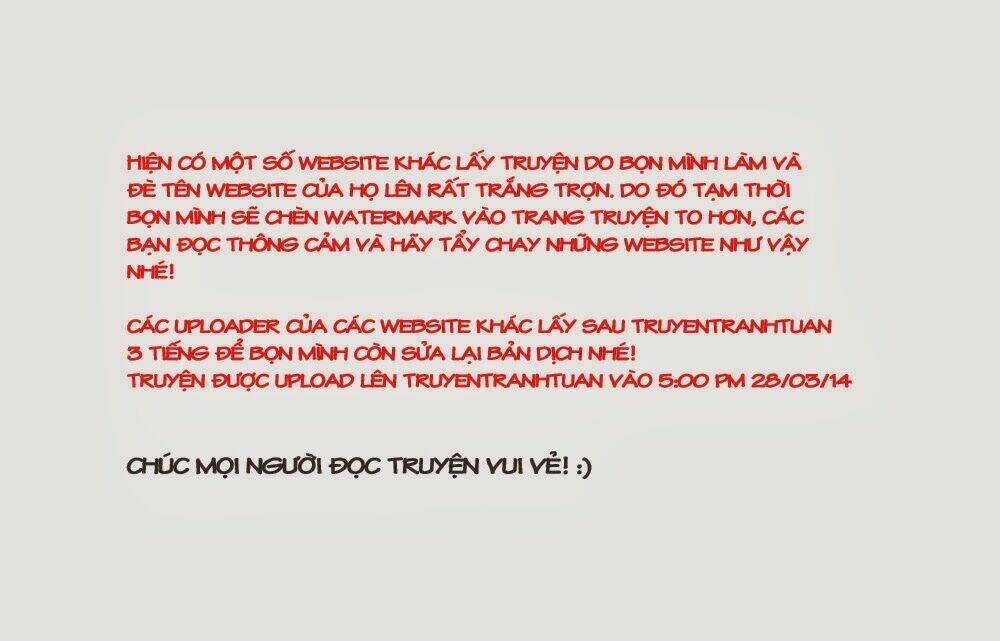 HIỆN CÓ MỘT SỐ WEBSITE KHÁC LẤY TRUYỆN DO BỌN MÌNH LÀM VÀ
ĐÈ TÊN WEBSITE CỦA HỌ LÊN RẤT TRẮNG TRỢN. DO ĐÓ TẠM THỜI
BỌN MÌNH SẼ CHÈN WATERMARK VÀO TRANG TRUYỆN TO HƠN, CÁC
BẠN ĐỌC THÔNG CẢM VÀ HÃY TẨY CHAY NHỮNG WEBSITE NHƯ VẬY
NHÉ!
CÁC UPLOADER CỦA CÁC WEBSITE KHÁC LẤY SAU TRUYENTRANHTUAN
3 TIẾNG ĐỂ BỌN MÌNH CÒN SỬA LẠI BẢN DỊCH NHÉ!
TRUYỆN ĐƯỢC UPLOAD LÊN TRUYENTRANHTUAN VÀO 5:00 PM 28/03/14
CHÚC MỌI NGƯỜI ĐỌC TRUYỆN VUI VẺ! :)